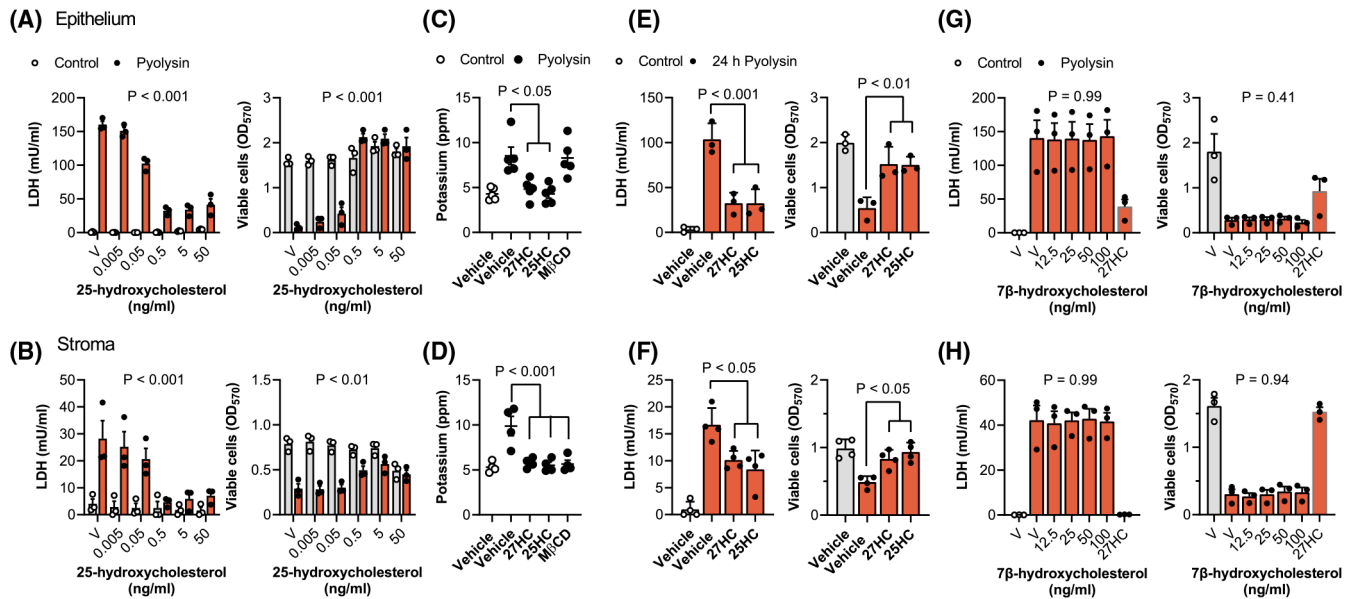 (A) Epithelium
Control Pyolysin
P < 0.001
LDH (mU/ml)
200
150
100
50
0
V 0.005 0.05 0.5 5 50
25-hydroxycholesterol
(ng/ml)
P < 0.001
Viable cells (OD570)
3
2
1
0
V 0.005 0.05 0.5 5 50
25-hydroxycholesterol
(ng/ml)
(C)
Control Pyolysin
P < 0.05
Potassium (ppm)
15
10
5
0
Vehicle Vehicle 27HC 25HC MβCD
(E)
Control 24 h Pyolysin
P < 0.001
LDH (mU/ml)
150
100
50
0
Vehicle Vehicle 27HC 25HC
P < 0.01
Viable cells (OD570)
3
2
1
0
Vehicle Vehicle 27HC 25HC
(G)
Control Pyolysin
P = 0.99
LDH (mU/ml)
200
150
100
50
0
V V 12.5 25 50 100 27HC
7β-hydroxycholesterol
(ng/ml)
P = 0.41
Viable cells (OD570)
3
2
1
0
V V 12.5 25 50 100 27HC
7β-hydroxycholesterol
(ng/ml)
(B) Stroma
P < 0.001
LDH (mU/ml)
50
40
30
20
10
0
V 0.005 0.05 0.5 5 50
25-hydroxycholesterol
(ng/ml)
P < 0.01
Viable cells (OD570)
1.5
1.0
0.5
0
V 0.005 0.05 0.5 5 50
25-hydroxycholesterol
(ng/ml)
(D)
P < 0.001
Potassium (ppm)
15
10
5
0
Vehicle Vehicle 27HC 25HC MβCD
(F)
P < 0.05
LDH (mU/ml)
25
20
15
10
5
0
Vehicle Vehicle 27HC 25HC
P < 0.05
Viable cells (OD570)
2
1
0
Vehicle Vehicle 27HC 25HC
(H)
P = 0.99
LDH (mU/ml)
60
40
20
0
V V 12.5 25 50 100 27HC
7β-hydroxycholesterol
(ng/ml)
P = 0.94
Viable cells (OD570)
2
1
0
V V 12.5 25 50 100 27HC
7β-hydroxycholesterol
(ng/ml)